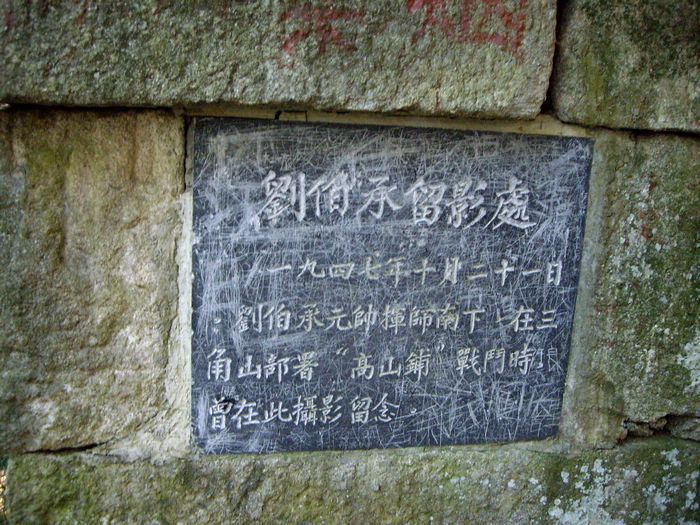 劉伯承留影處
一九四七年十月二十一日
。劉伯承元帥揮師南下，在三
角山部署“高山鋪”戰鬥時
曾在此攝影留念。